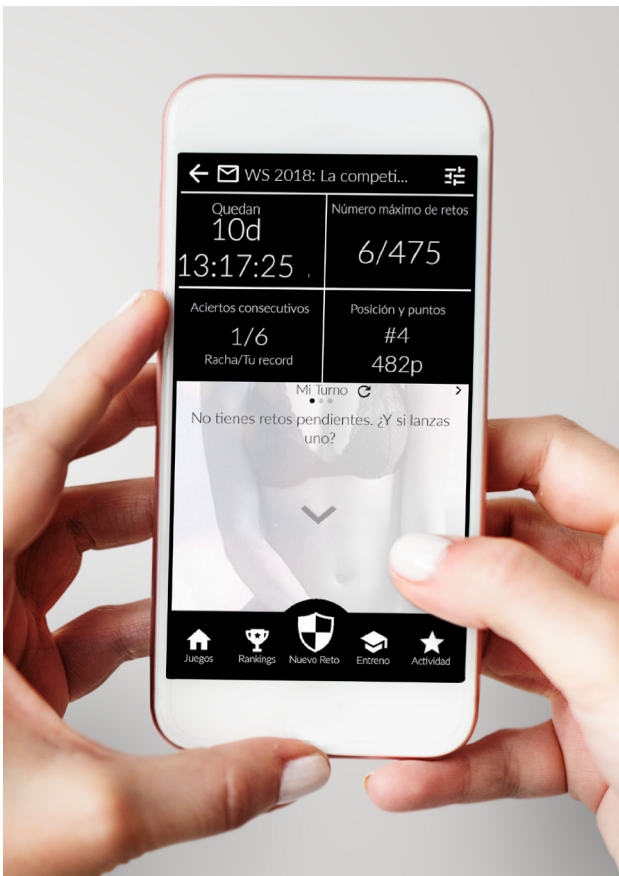 WS 2018: La competi...
Quedan
10d
13:17:25
Número máximo de retos
6/475
Aciertos consecutivos
1/6
Racha/Tu record
Posición y puntos
#4
482p
Mi Turno
No tienes retos pendientes. ¿Y si lanzas
uno?
Juegos
Rankings
Nuevo Reto
Entreno
Actividad